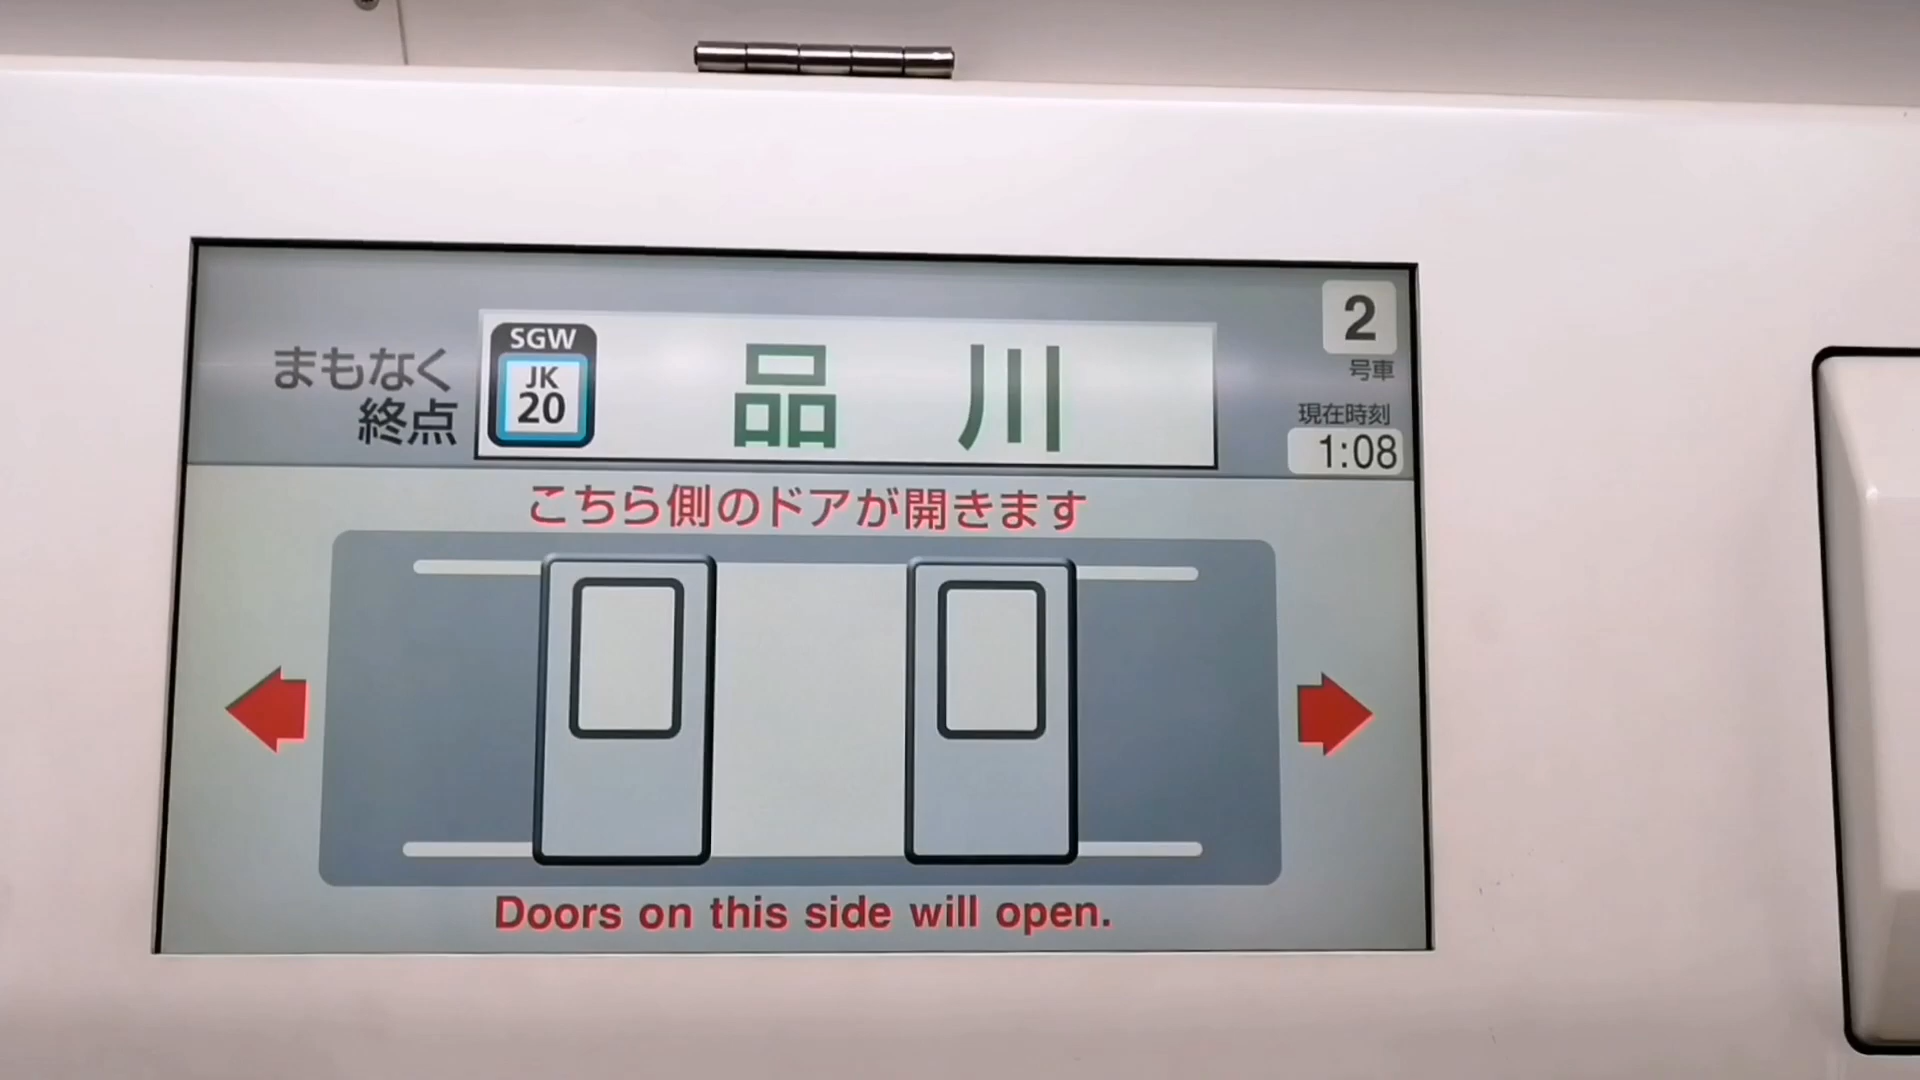 まもなく
終点
SGW
JK
20
品川
2
号車
現在時刻
1:08
こちら側のドアが開きます
Doors on this side will open.